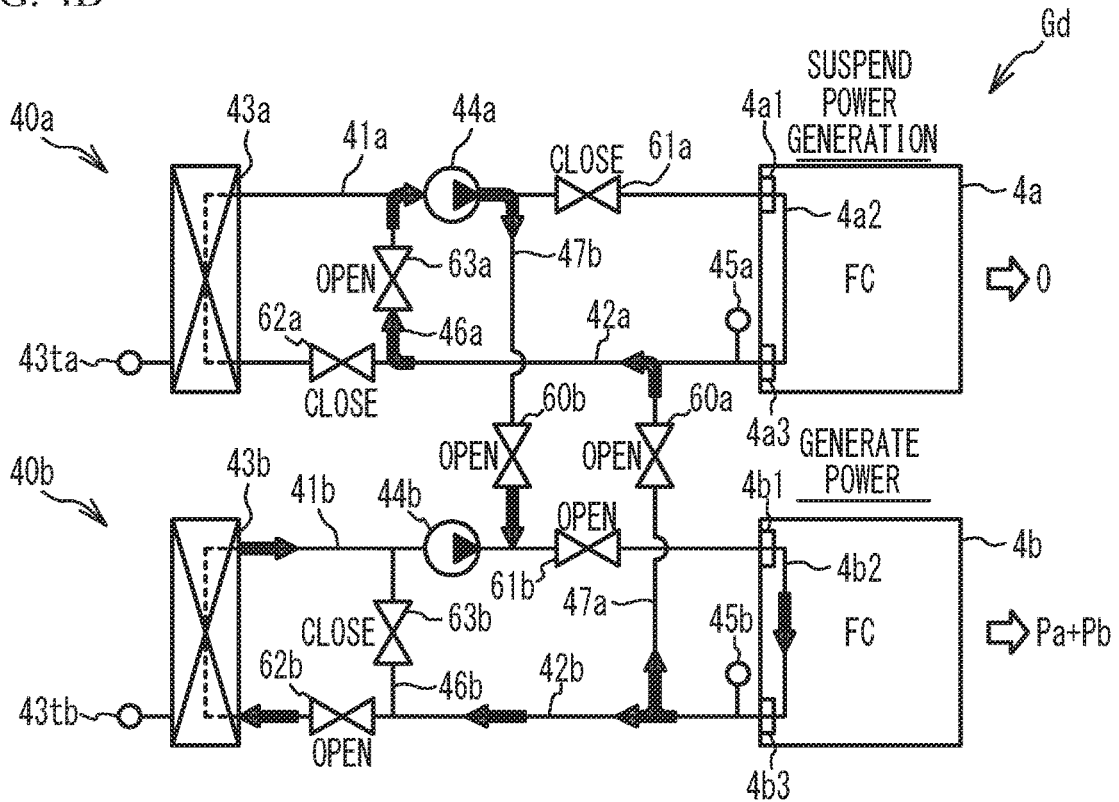 Gd
SUSPEND
POWER
GENERATION
40a
43a
41a
44a
CLOSE
61a
4a1
4a
4a2
OPEN
63a
47b
45a
FC
0
62a
46a
42a
43ta
CLOSE
60b
60a
4a3
OPEN
OPEN
GENERATE
POWER
40b
43b
41b
44b
OPEN
4b1
4b
4b2
61b
CLOSE
63b
47a
45b
FC
Pa+Pb
62b
46b
42b
43tb
OPEN
4b3